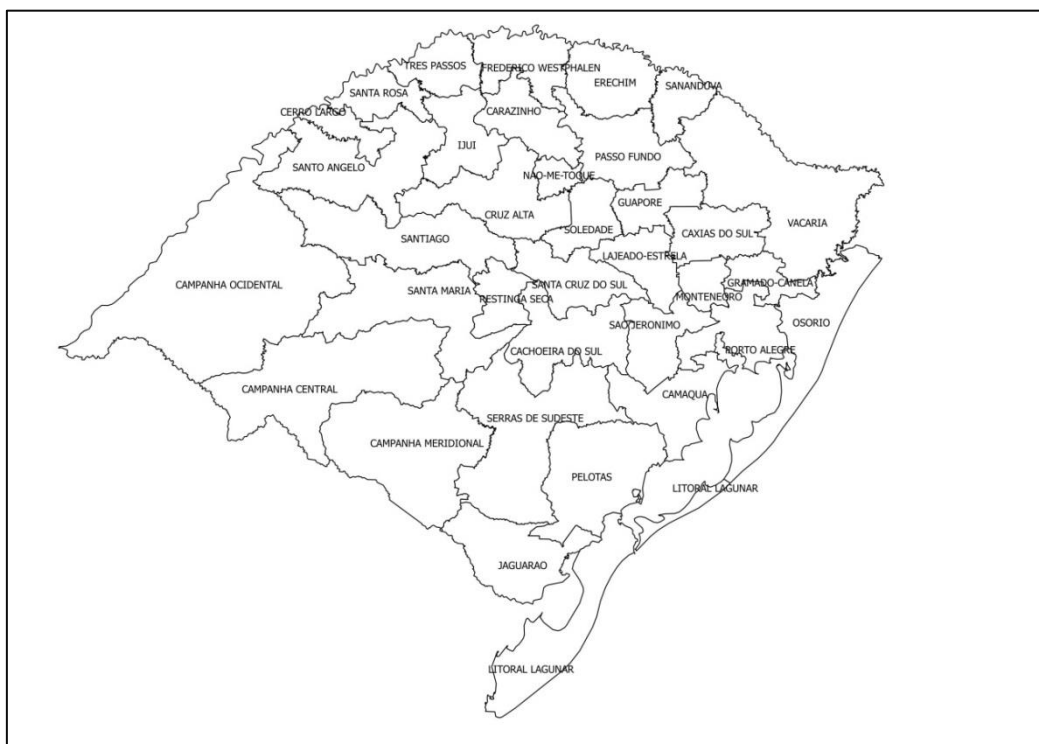 TRES PASSOS
FREDERICO WESTPHALEN
ERECHIM
SANANDUVA
SANTA ROSA
CERRO LARGO
CARAZINHO
IJUI
SANTO ANGELO
PASSO FUNDO
NAO-ME-TOQUE
GUAPORE
CRUZ ALTA
VACARIA
SOLEDADE
CAXIAS DO SUL
SANTIAGO
LAJEADO-ESTRELA
CAMPANHA OCIDENTAL
SANTA MARIA
SANTA CRUZ DO SUL
GRAMADO-CANELA
RESTINGA SECA
MONTENEGRO
SAO JERONIMO
OSORIO
CACHOEIRA DO SUL
PORTO ALEGRE
CAMPANHA CENTRAL
CAMAQUA
SERRAS DE SUDESTE
CAMPANHA MERIDIONAL
PELOTAS
LITORAL LAGUNAR
JAGUARAO
LITORAL LAGUNAR